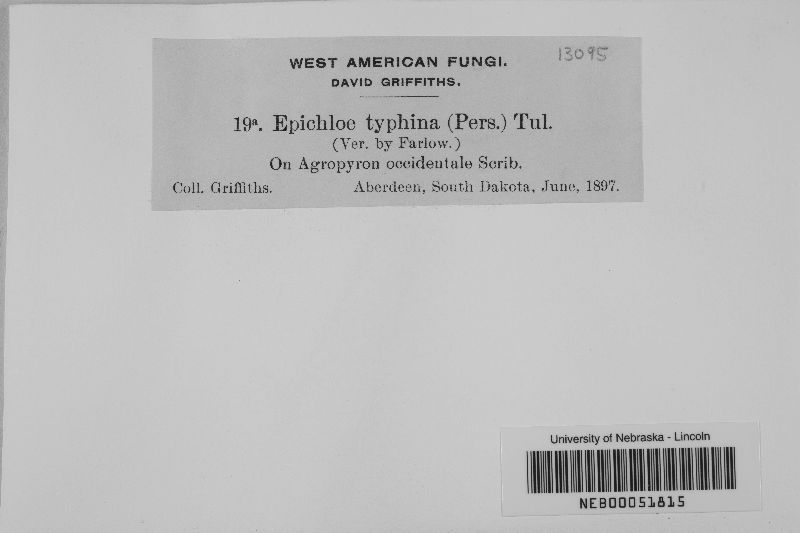 WEST AMERICAN FUNGI.
13095
DAVID GRIFFITHS.
19ª. Epichloe typhina (Pers.) Tul.
(Ver. by Farlow.)
On Agropyron occidentale Scrib.
Coll. Griffiths. Aberdeen, South Dakota, June, 1897.
University of Nebraska - Lincoln
NEB00051815